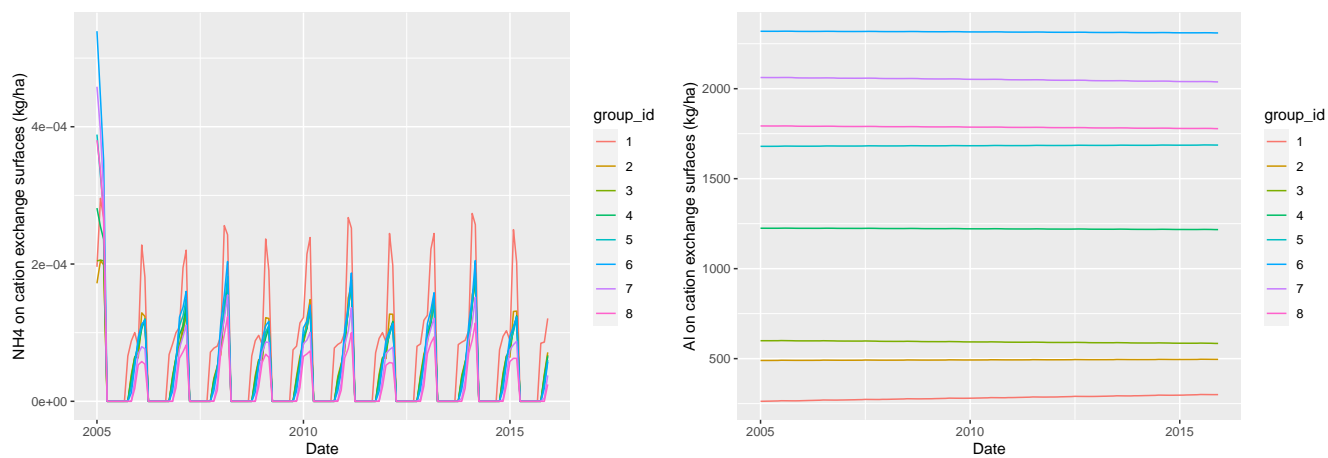 NH4 on cation exchange surfaces (kg/ha)
4e−04
2e−04
0e+00
2005
2010
2015
Date
group_id
1
2
3
4
5
6
7
8
Al on cation exchange surfaces (kg/ha)
2000
1500
1000
500
2005
2010
2015
Date
group_id
1
2
3
4
5
6
7
8